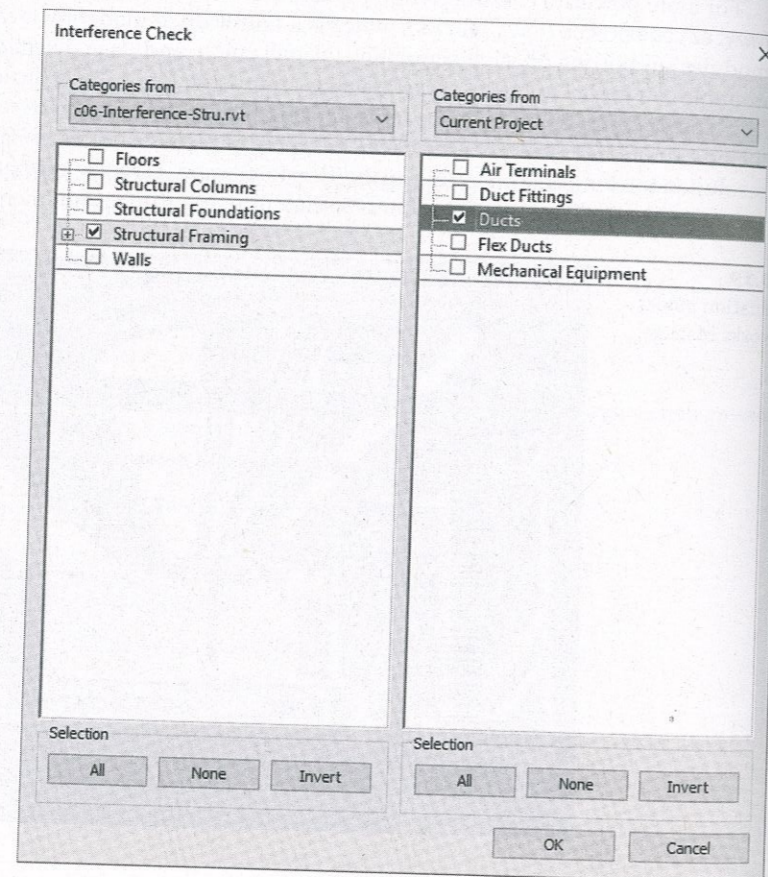 Interference Check
Categories from
c06-Interference-Stru.rvt
Floors
Structural Columns
Structural Foundations
Structural Framing
Walls
Selection
All None Invert
Categories from
Current Project
Air Terminals
Duct Fittings
Ducts
Flex Ducts
Mechanical Equipment
Selection
All None Invert
OK Cancel